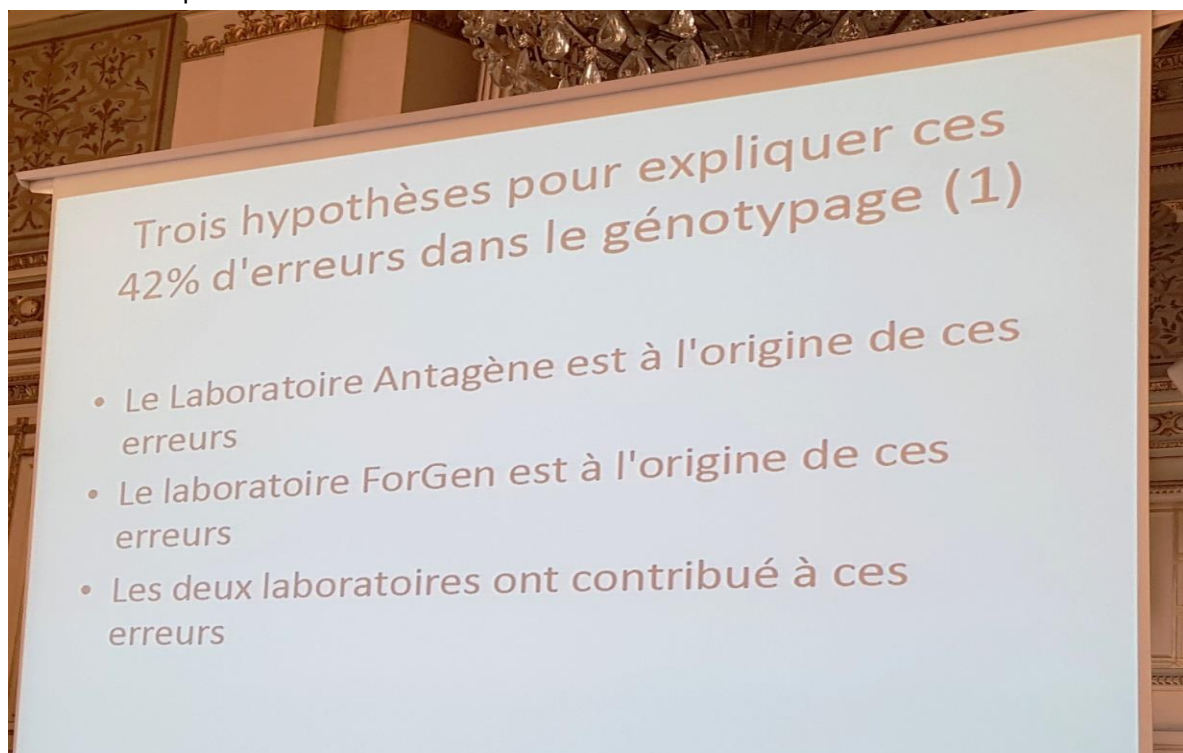 Trois hypothèses pour expliquer ces
42% d'erreurs dans le génotypage (1)
• Le Laboratoire Antagène est à l'origine de ces
erreurs
• Le laboratoire ForGen est à l'origine de ces
erreurs
• Les deux laboratoires ont contribué à ces
erreurs